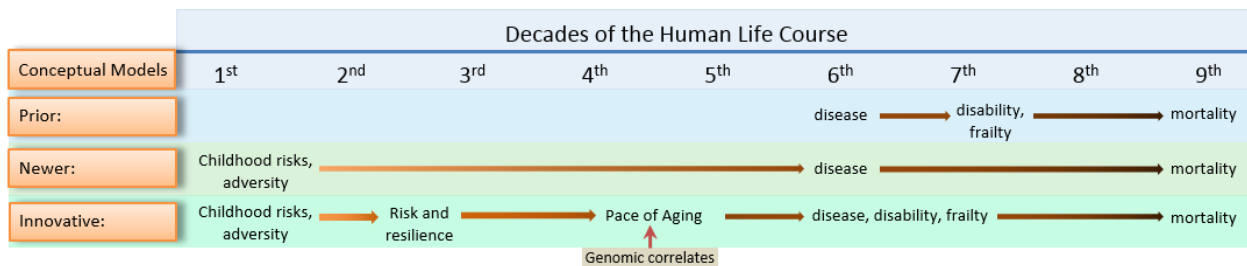 Decades of the Human Life Course
Conceptual Models 1st 2nd 3rd 4th 5th 6th 7th 8th 9th
Prior: disease disability, frailty mortality
Newer: Childhood risks, adversity disease mortality
Innovative: Childhood risks, adversity Risk and resilience Pace of Aging disease, disability, frailty mortality
Genomic correlates